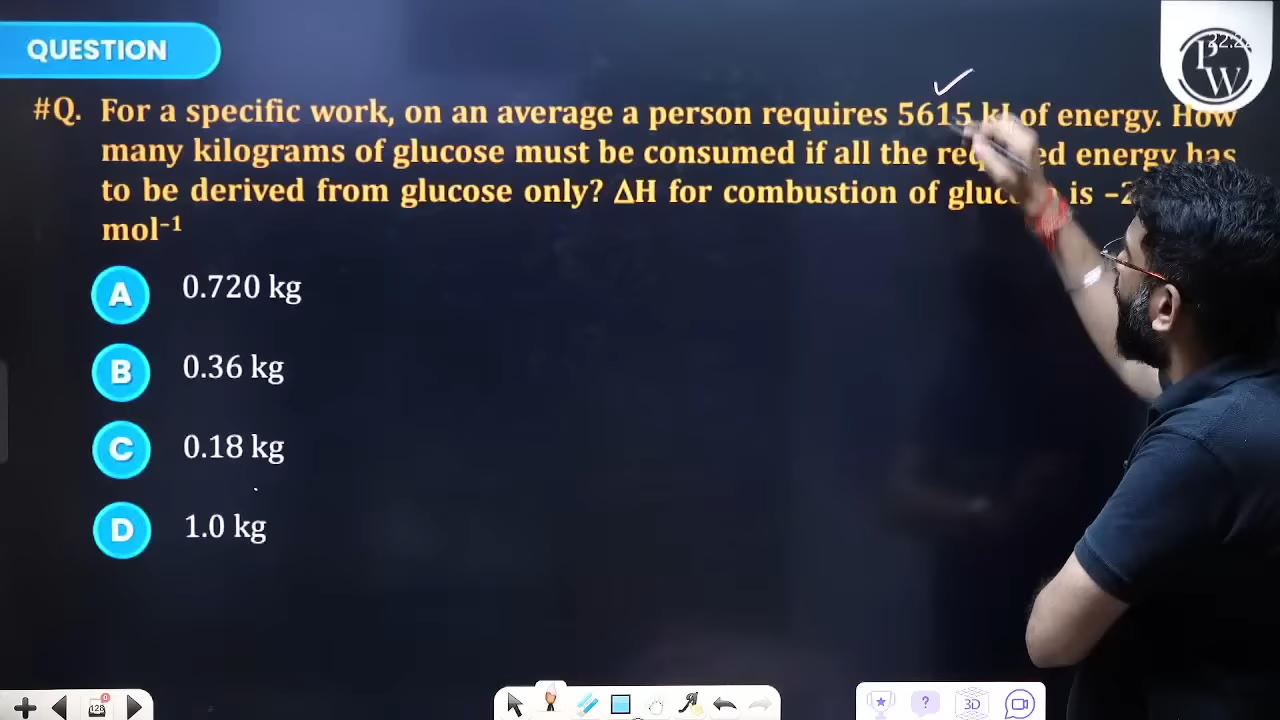 QUESTION
PW
#Q. For a specific work, on an average a person requires 5615 kJ of energy. How
many kilograms of glucose must be consumed if all the energy has
to be derived from glucose only? ΔH for combustion of is
mol⁻¹
A 0.720 kg
B 0.36 kg
C 0.18 kg
D 1.0 kg
128
3D